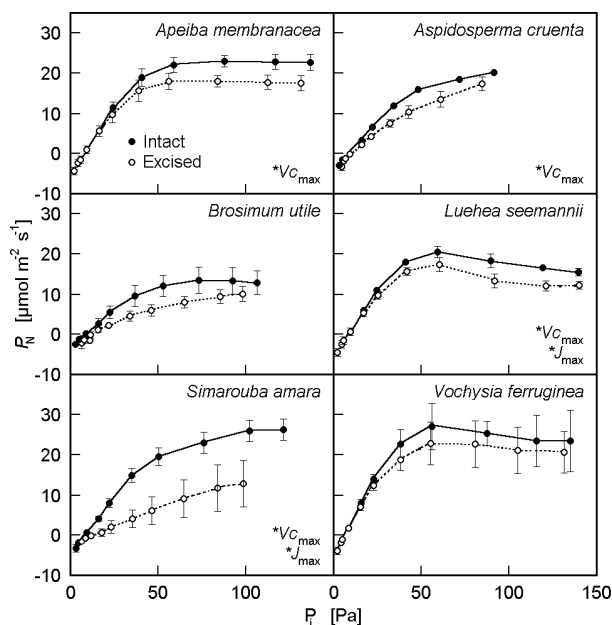 Apeiba membranacea
Aspidosperma cruenta
30
20
10
0
-10
Intact
Excised
*Vcmax
*Vcmax
Brosimum utile
Luehea seemannii
30
20
10
0
-10
*Vcmax
*Jmax
PN [µmol m⁻² s⁻¹]
Simarouba amara
Vochysia ferruginea
30
20
10
0
-10
*Vcmax
*Jmax
0 50 100 0 50 100 150
Pi [Pa]